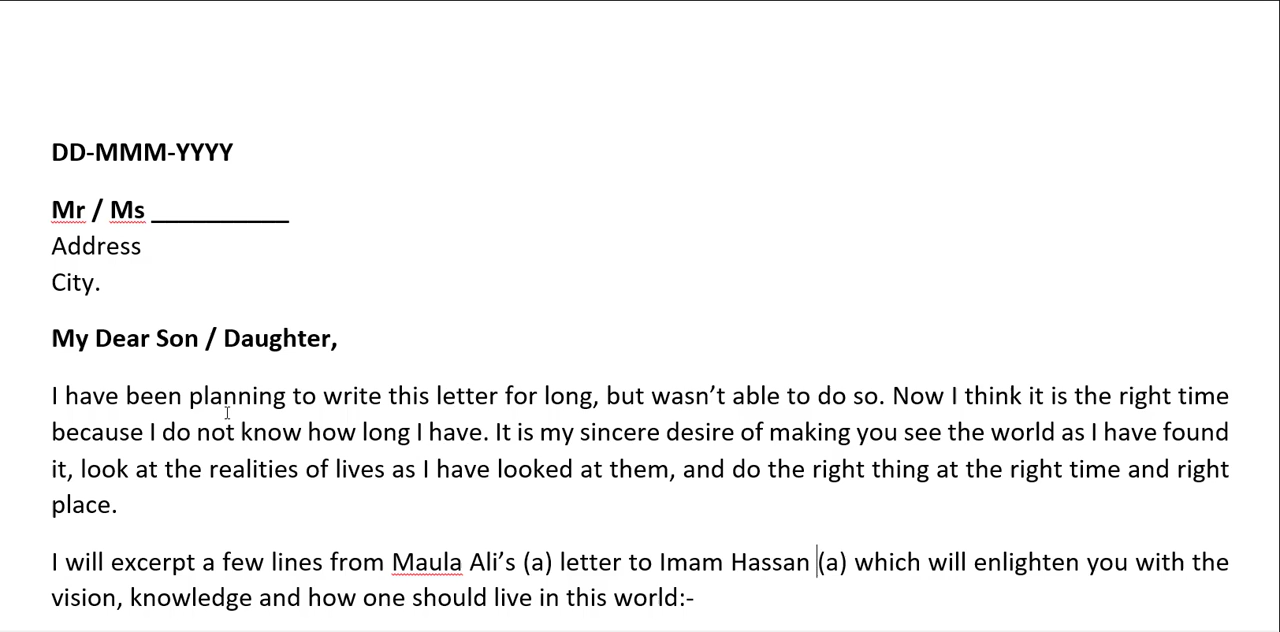 DD-MMM-YYYY
Mr / Ms __________
Address
City.
My Dear Son / Daughter,
I have been planning to write this letter for long, but wasn’t able to do so. Now I think it is the right time
because I do not know how long I have. It is my sincere desire of making you see the world as I have found
it, look at the realities of lives as I have looked at them, and do the right thing at the right time and right
place.
I will excerpt a few lines from Maula Ali’s (a) letter to Imam Hassan (a) which will enlighten you with the
vision, knowledge and how one should live in this world:-